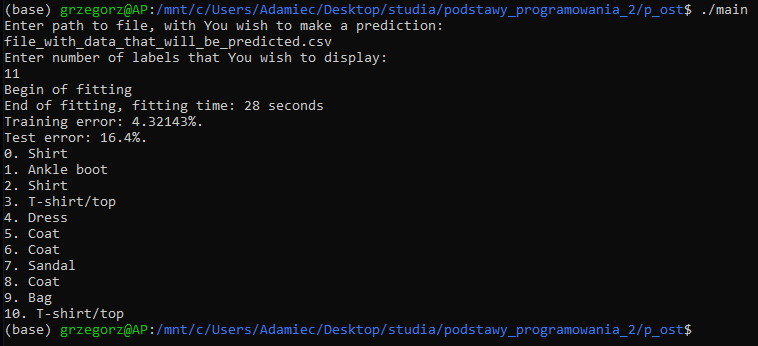 (base) grzegorz@AP:/mnt/c/Users/Adamiec/Desktop/studia/podstawy_programowania_2/p_ost$ ./main
Enter path to file, with You wish to make a prediction:
file_with_data_that_will_be_predicted.csv
Enter number of labels that You wish to display:
11
Begin of fitting
End of fitting, fitting time: 28 seconds
Training error: 4.32143%.
Test error: 16.4%.
0. Shirt
1. Ankle boot
2. Shirt
3. T-shirt/top
4. Dress
5. Coat
6. Coat
7. Sandal
8. Coat
9. Bag
10. T-shirt/top
(base) grzegorz@AP:/mnt/c/Users/Adamiec/Desktop/studia/podstawy_programowania_2/p_ost$